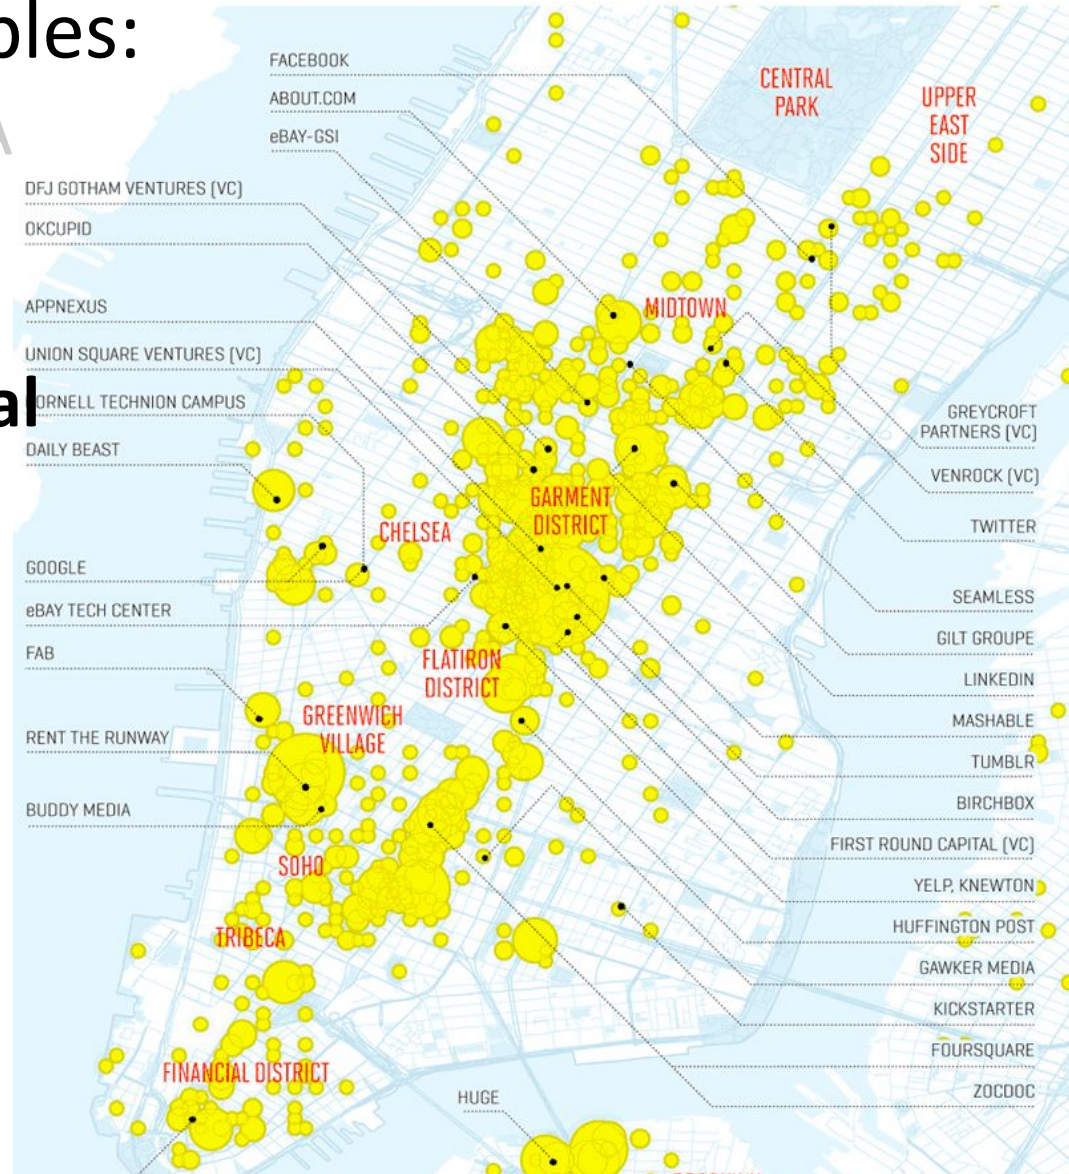 ples:
FACEBOOK
ABOUT.COM
eBAY-GSI
DFJ GOTHAM VENTURES (VC)
OKCUPID
APPNEXUS
UNION SQUARE VENTURES (VC)
al
ORNELL TECHNION CAMPUS
DAILY BEAST
GOOGLE
eBAY TECH CENTER
FAB
RENT THE RUNWAY
BUDDY MEDIA
CENTRAL
PARK
UPPER
EAST
SIDE
MIDTOWN
GARMENT
DISTRICT
CHELSEA
FLATIRON
DISTRICT
GREENWICH
VILLAGE
SOHO
TRIBECA
FINANCIAL DISTRICT
HUGE
GREYCROFT
PARTNERS (VC)
VENROCK (VC)
TWITTER
SEAMLESS
GILT GROUPE
LINKEDIN
MASHABLE
TUMBLR
BIRCHBOX
FIRST ROUND CAPITAL (VC)
YELP, KNEWTON
HUFFINGTON POST
GAWKER MEDIA
KICKSTARTER
FOURSQUARE
ZOCDOC